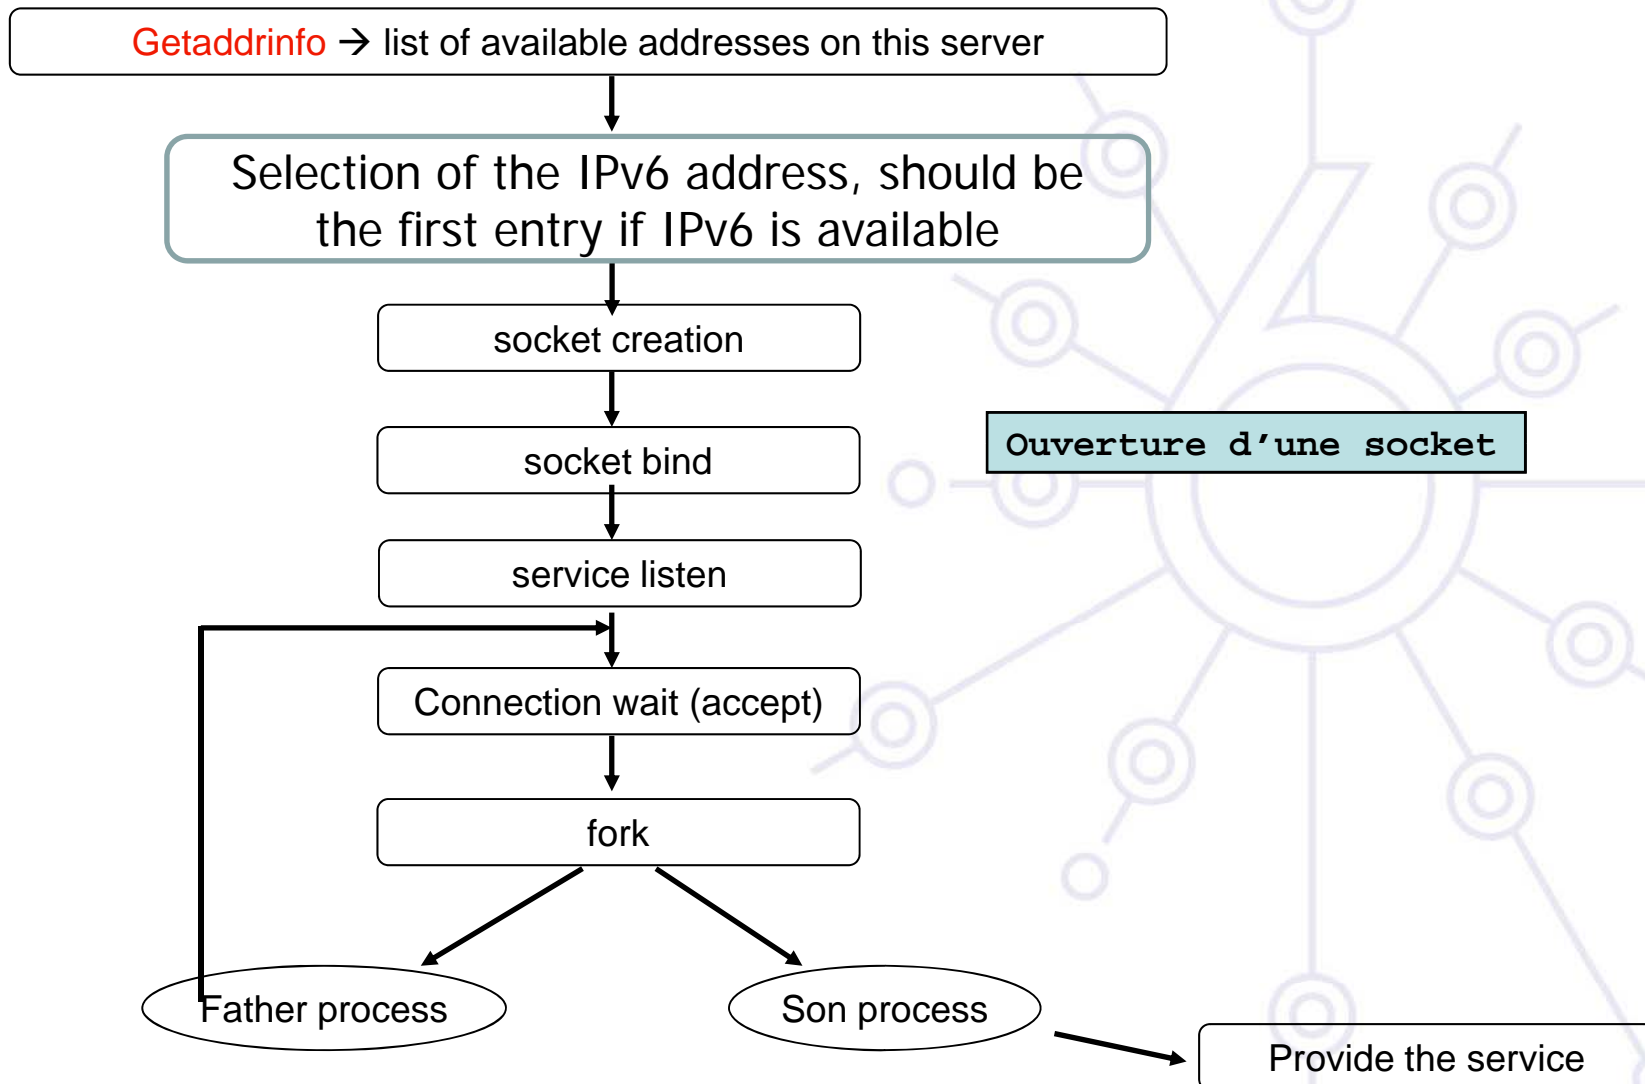 Getaddrinfo → list of available addresses on this server
Selection of the IPv6 address, should be
the first entry if IPv6 is available
socket creation
Ouverture d’une socket
socket bind
service listen
Connection wait (accept)
fork
Father process
Son process
Provide the service